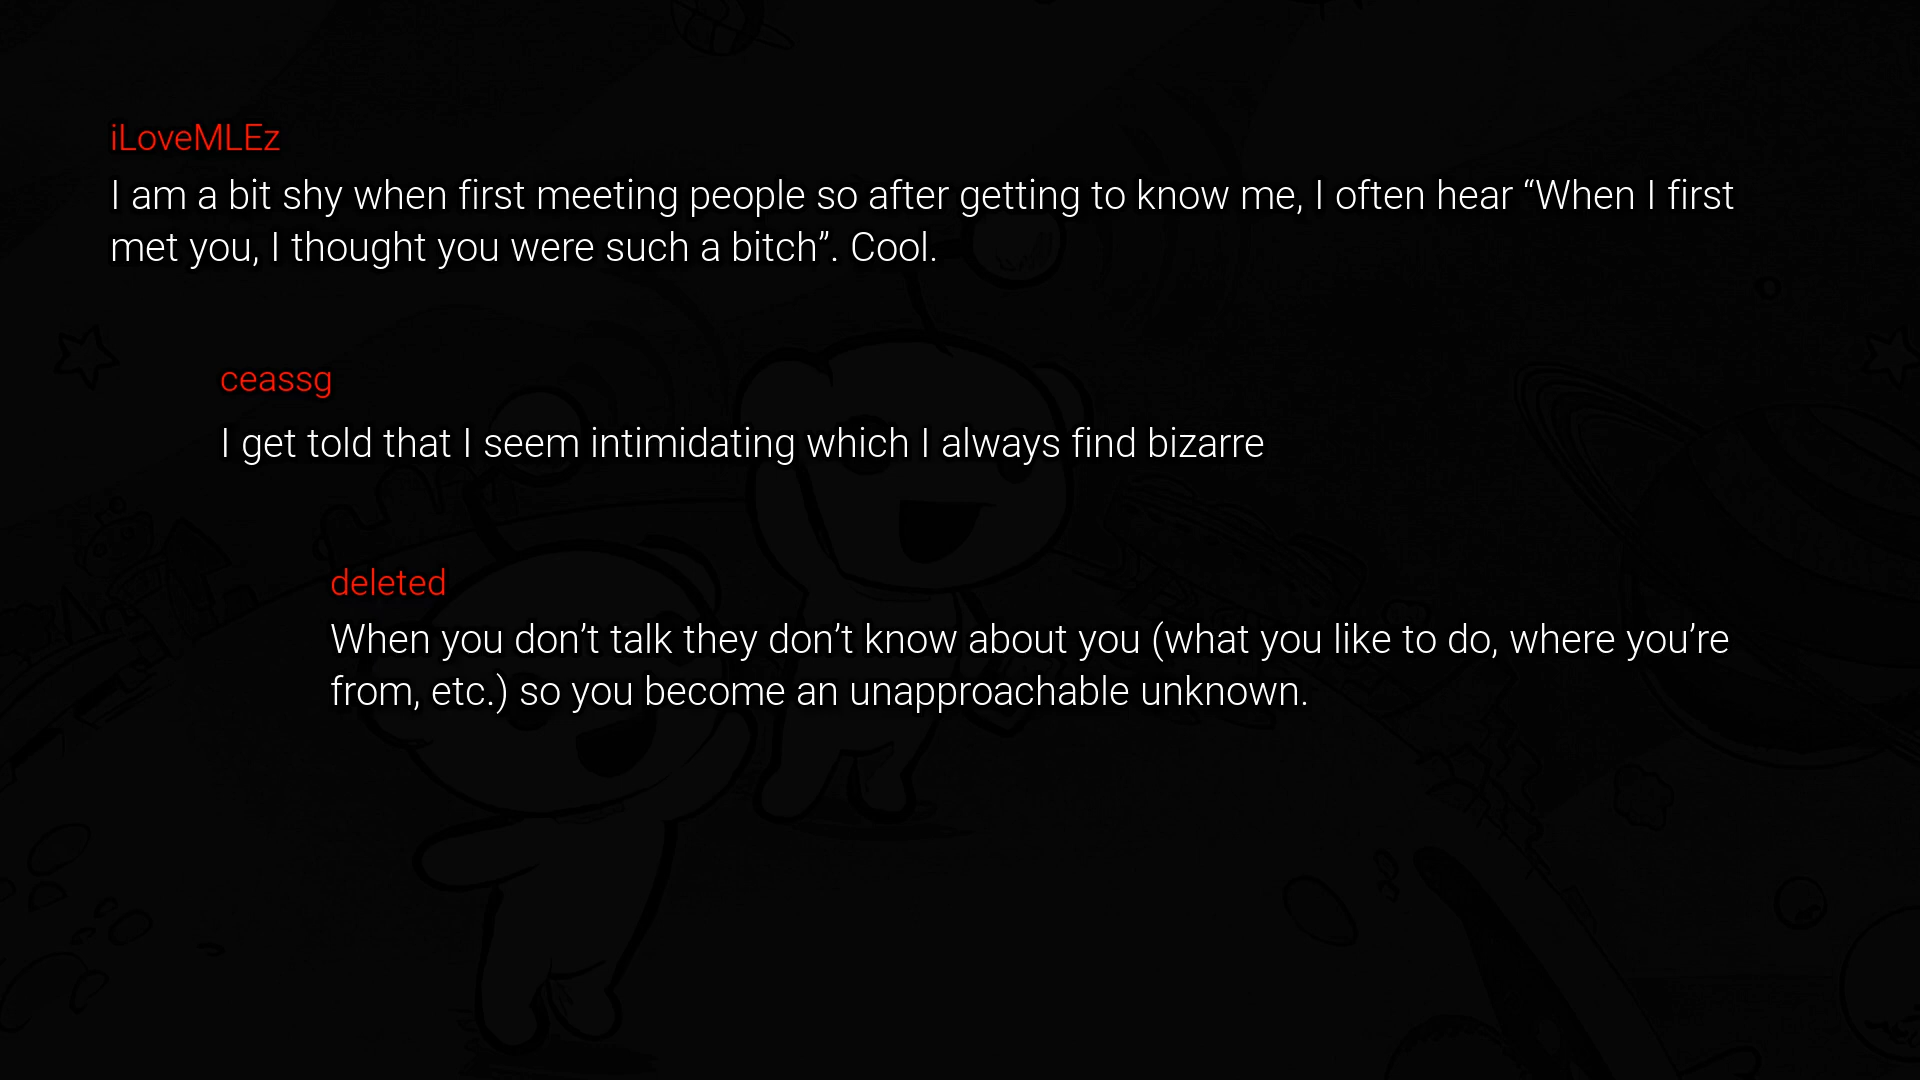 iLoveMLEz
I am a bit shy when first meeting people so after getting to know me, I often hear “When I first
met you, I thought you were such a bitch”. Cool.
ceassg
I get told that I seem intimidating which I always find bizarre
deleted
When you don’t talk they don’t know about you (what you like to do, where you’re
from, etc.) so you become an unapproachable unknown.